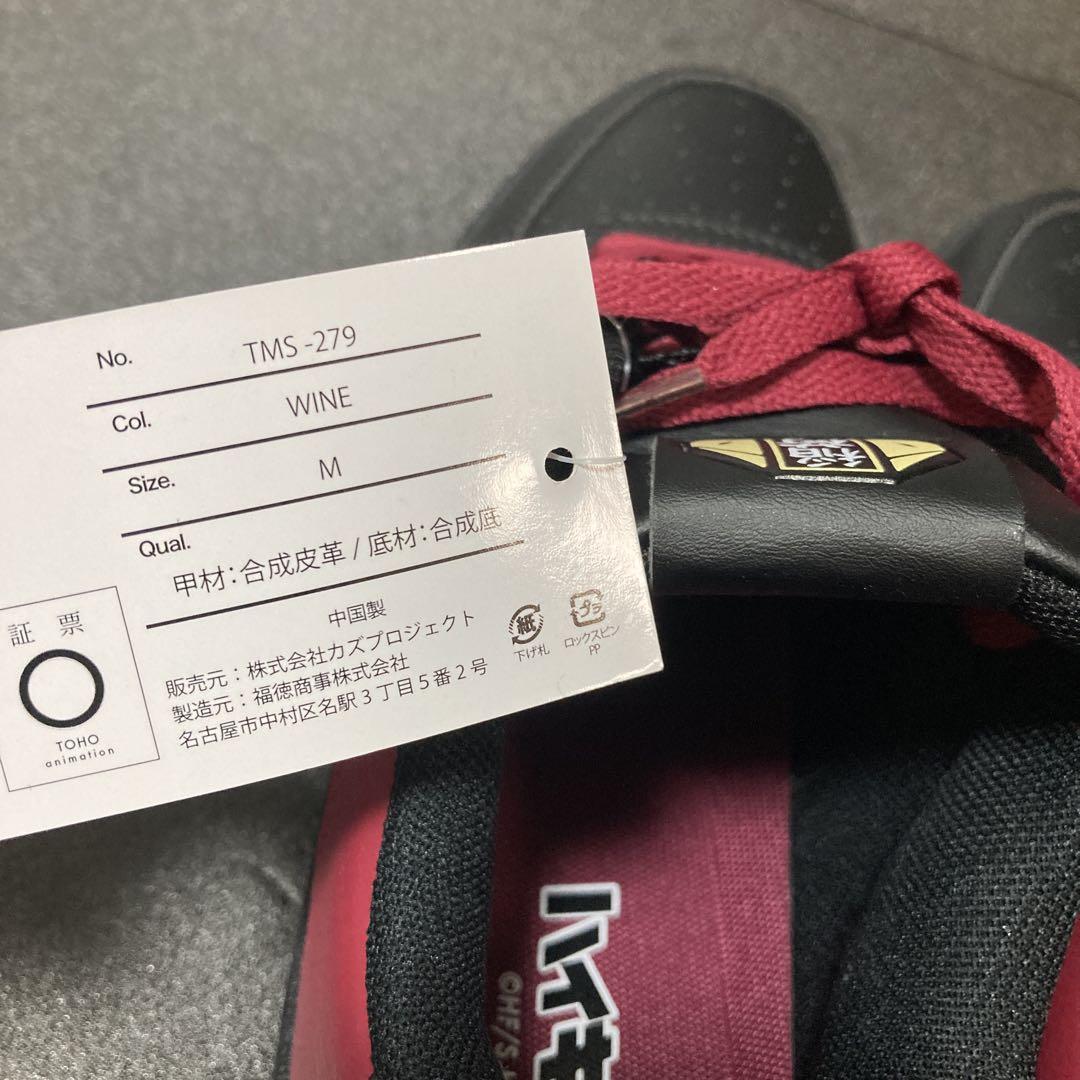 No. TMS -279
Col. WINE
Size. M
Qual. 甲材：合成皮革 / 底材：合成底
中国製
販売元：株式会社カズプロジェクト
製造元：福徳商事株式会社
名古屋市中村区名駅3丁目5番2号
紙
下げ札
プラ
ロックスピン
PP
証 票
TOHO
animation
ハイキ
©HF/S